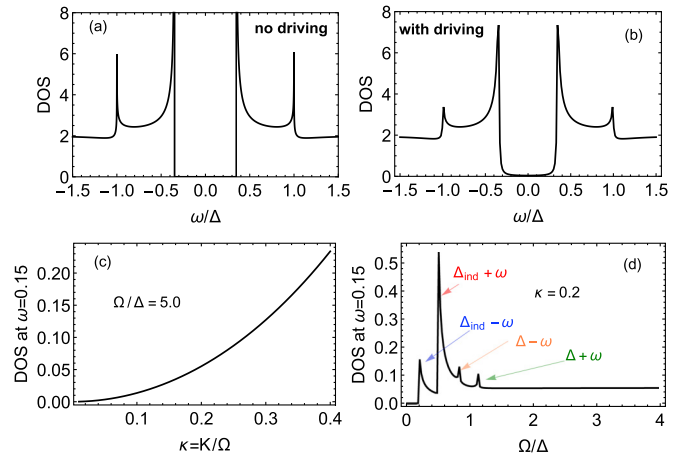 (a)
no driving
DOS
8
6
4
2
0
-1.5 -1.0 -0.5 0.0 0.5 1.0 1.5
ω/Δ
with driving
(b)
DOS
8
6
4
2
0
-1.5 -1.0 -0.5 0.0 0.5 1.0 1.5
ω/Δ
(c)
Ω/Δ=5.0
DOS at ω=0.15
0.20
0.15
0.10
0.05
0.00
0.1 0.2 0.3 0.4
κ=K/Ω
(d)
Δind + ω
κ = 0.2
Δind − ω
Δ − ω
Δ + ω
DOS at ω=0.15
0.5
0.4
0.3
0.2
0.1
0.0
0 1 2 3 4
Ω/Δ